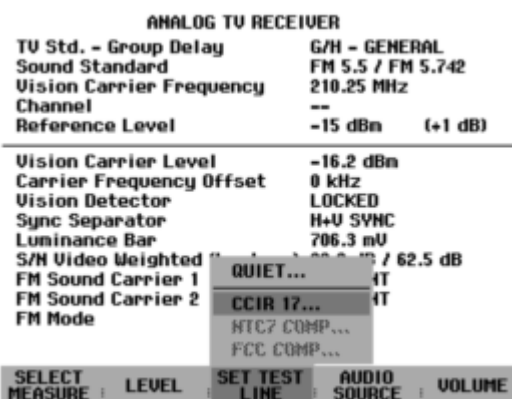 ANALOG TV RECEIVER
TV Std. - Group Delay G/H - GENERAL
Sound Standard FM 5.5 / FM 5.742
Vision Carrier Frequency 210.25 MHz
Channel --
Reference Level -15 dBm (+1 dB)
Vision Carrier Level -16.2 dBm
Carrier Frequency Offset 0 kHz
Vision Detector LOCKED
Sync Separator H+V SYNC
Luminance Bar 706.3 mV
S/N Video Weighted / 62.5 dB
FM Sound Carrier 1
FM Sound Carrier 2
FM Mode
QUIET...
CCIR 17...
NTC7 COMP...
FCC COMP...
SELECT MEASURE
LEVEL
SET TEST LINE
AUDIO SOURCE
VOLUME